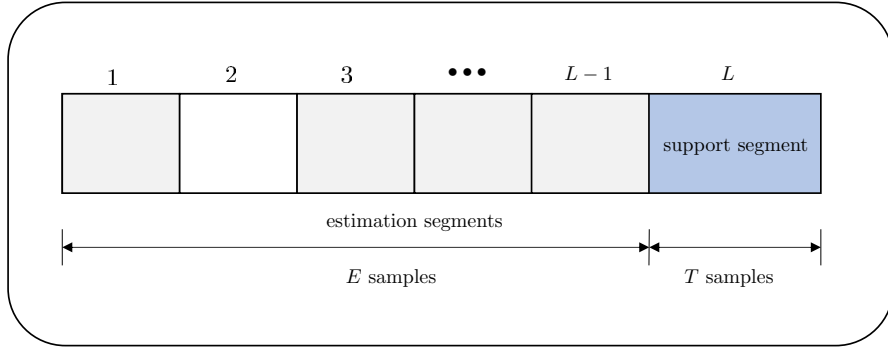 1 2 3 ••• L − 1 L
support segment
estimation segments
E samples T samples